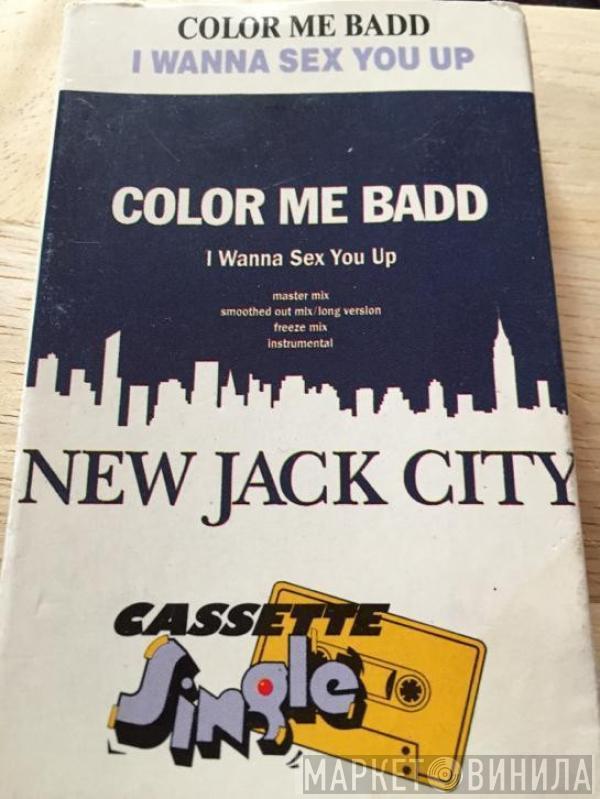 COLOR ME BADD
I WANNA SEX YOU UP
COLOR ME BADD
I Wanna Sex You Up
master mix
smoothed out mix/long version
freeze mix
instrumental
NEW JACK CITY
CASSETTE
Single
МАРКЕТ ВИНИЛА